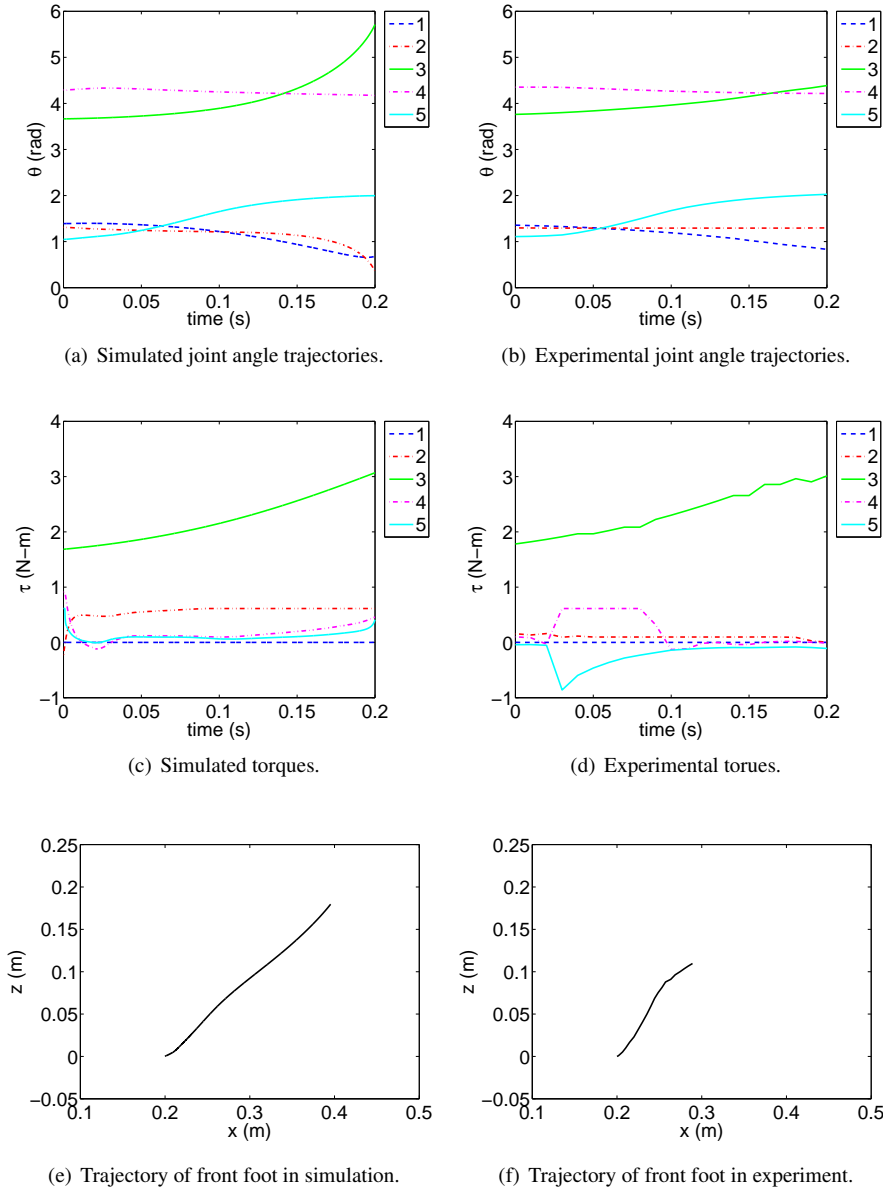 6
5
4
3
2
1
0
θ (rad)
0 0.05 0.1 0.15 0.2
time (s)
1
2
3
4
5
(a) Simulated joint angle trajectories.
6
5
4
3
2
1
0
θ (rad)
0 0.05 0.1 0.15 0.2
time (s)
1
2
3
4
5
(b) Experimental joint angle trajectories.
4
3
2
1
0
−1
τ (N−m)
0 0.05 0.1 0.15 0.2
time (s)
1
2
3
4
5
(c) Simulated torques.
4
3
2
1
0
−1
τ (N−m)
0 0.05 0.1 0.15 0.2
time (s)
1
2
3
4
5
(d) Experimental torues.
0.25
0.2
0.15
0.1
0.05
0
−0.05
z (m)
0.1 0.2 0.3 0.4 0.5
x (m)
(e) Trajectory of front foot in simulation.
0.25
0.2
0.15
0.1
0.05
0
−0.05
z (m)
0.1 0.2 0.3 0.4 0.5
x (m)
(f) Trajectory of front foot in experiment.